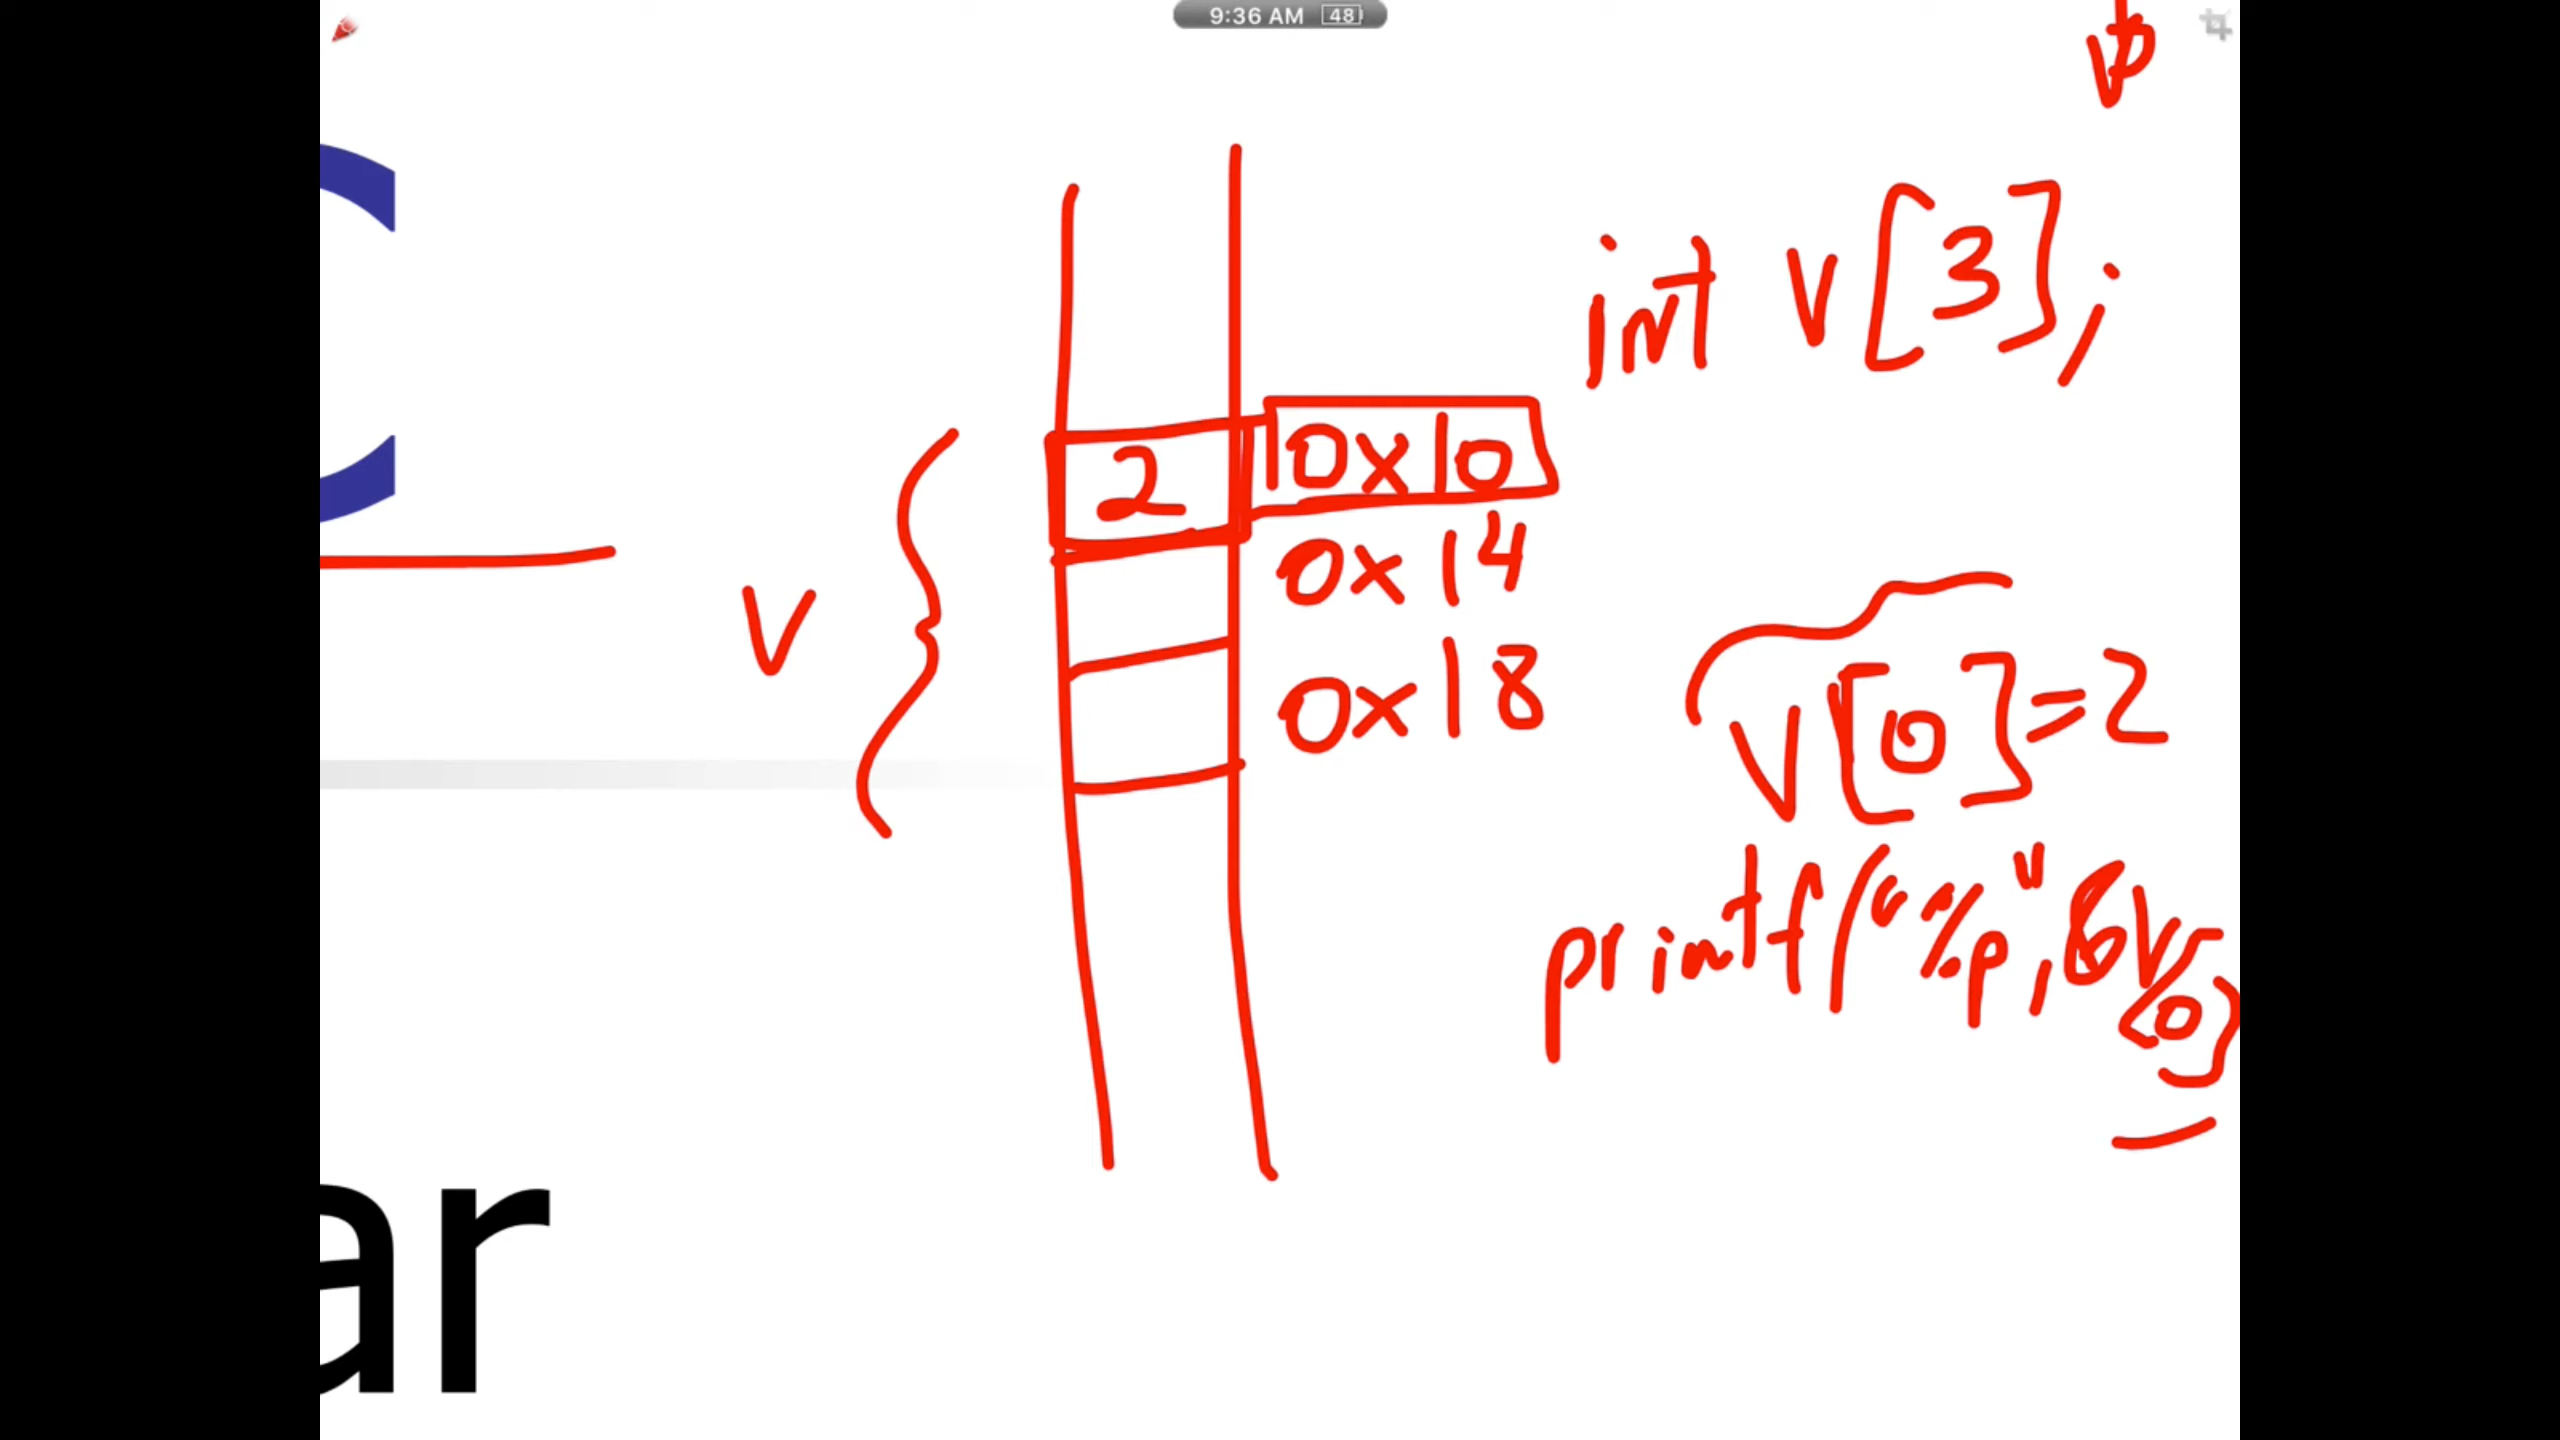 9:36 AM 48
C
int v[3];
2 0x10
0x14
0x18
v
v[0]=2
printf("%p", &v[0]
ar